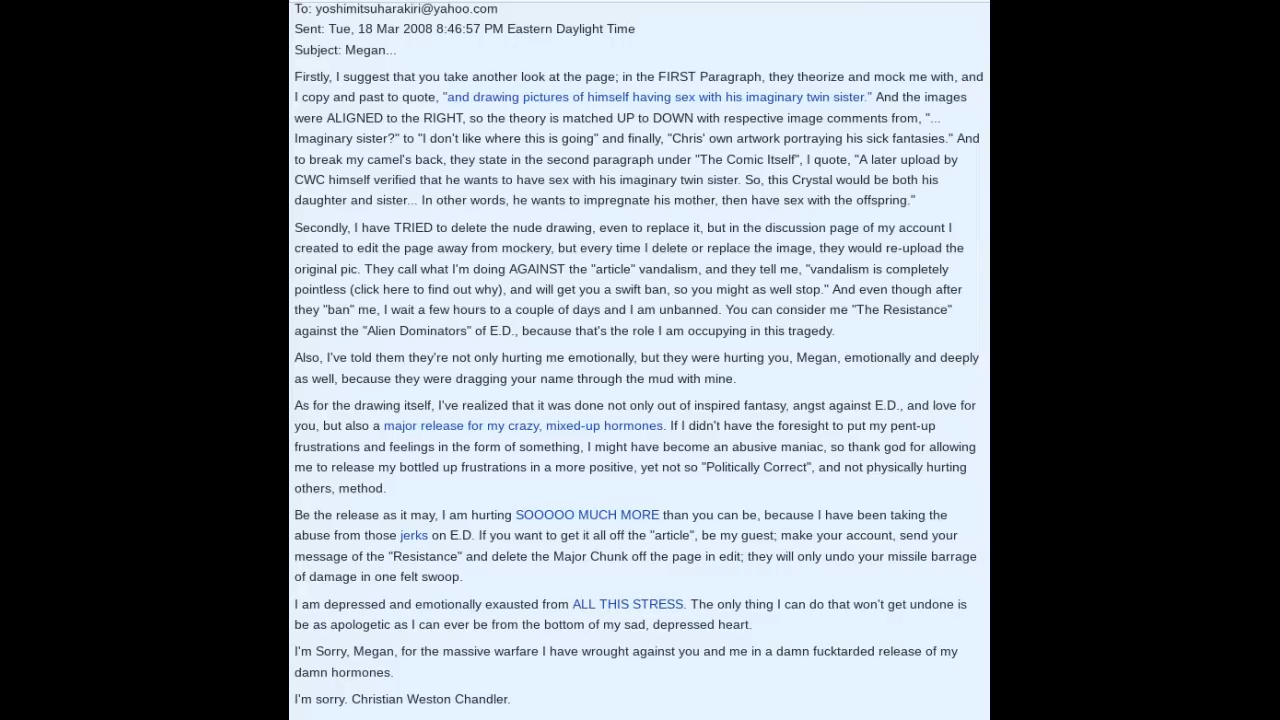 To: yoshimitsuharakiri@yahoo.com
Sent: Tue, 18 Mar 2008 8:46:57 PM Eastern Daylight Time
Subject: Megan...
Firstly, I suggest that you take another look at the page; in the FIRST Paragraph, they theorize and mock me with, and
I copy and past to quote, "and drawing pictures of himself having sex with his imaginary twin sister." And the images
were ALIGNED to the RIGHT, so the theory is matched UP to DOWN with respective image comments from, "...
Imaginary sister?" to "I don't like where this is going" and finally, "Chris' own artwork portraying his sick fantasies." And
to break my camel's back, they state in the second paragraph under "The Comic Itself", I quote, "A later upload by
CWC himself verified that he wants to have sex with his imaginary twin sister. So, this Crystal would be both his
daughter and sister... In other words, he wants to impregnate his mother, then have sex with the offspring."
Secondly, I have TRIED to delete the nude drawing, even to replace it, but in the discussion page of my account I
created to edit the page away from mockery, but every time I delete or replace the image, they would re-upload the
original pic. They call what I'm doing AGAINST the "article" vandalism, and they tell me, "vandalism is completely
pointless (click here to find out why), and will get you a swift ban, so you might as well stop." And even though after
they "ban" me, I wait a few hours to a couple of days and I am unbanned. You can consider me "The Resistance"
against the "Alien Dominators" of E.D., because that's the role I am occupying in this tragedy.
Also, I've told them they're not only hurting me emotionally, but they were hurting you, Megan, emotionally and deeply
as well, because they were dragging your name through the mud with mine.
As for the drawing itself, I've realized that it was done not only out of inspired fantasy, angst against E.D., and love for
you, but also a major release for my crazy, mixed-up hormones. If I didn't have the foresight to put my pent-up
frustrations and feelings in the form of something, I might have become an abusive maniac, so thank god for allowing
me to release my bottled up frustrations in a more positive, yet not so "Politically Correct", and not physically hurting
others, method.
Be the release as it may, I am hurting SOOOOO MUCH MORE than you can be, because I have been taking the
abuse from those jerks on E.D. If you want to get it all off the "article", be my guest; make your account, send your
message of the "Resistance" and delete the Major Chunk off the page in edit; they will only undo your missile barrage
of damage in one felt swoop.
I am depressed and emotionally exausted from ALL THIS STRESS. The only thing I can do that won't get undone is
be as apologetic as I can ever be from the bottom of my sad, depressed heart.
I'm Sorry, Megan, for the massive warfare I have wrought against you and me in a damn fucktarded release of my
damn hormones.
I'm sorry. Christian Weston Chandler.